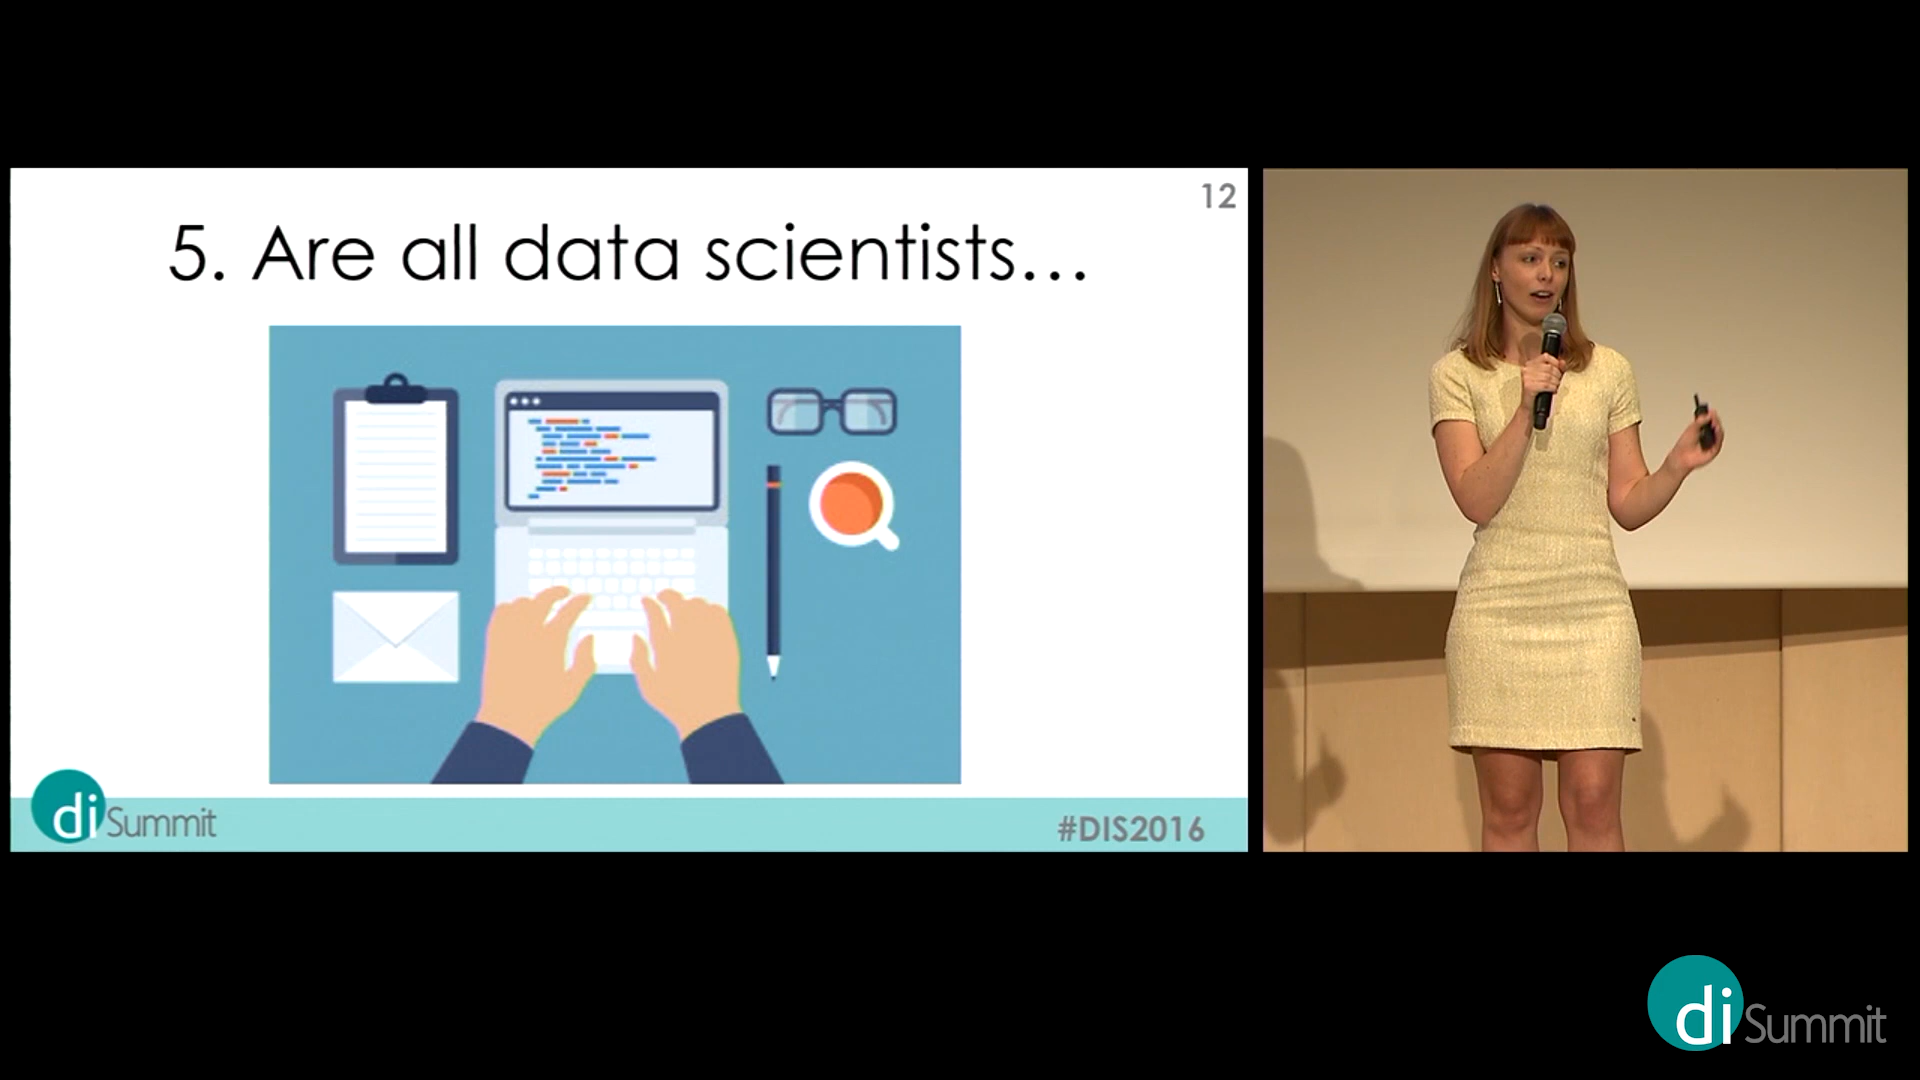 12
5. Are all data scientists...
di Summit
#DIS2016
di Summit